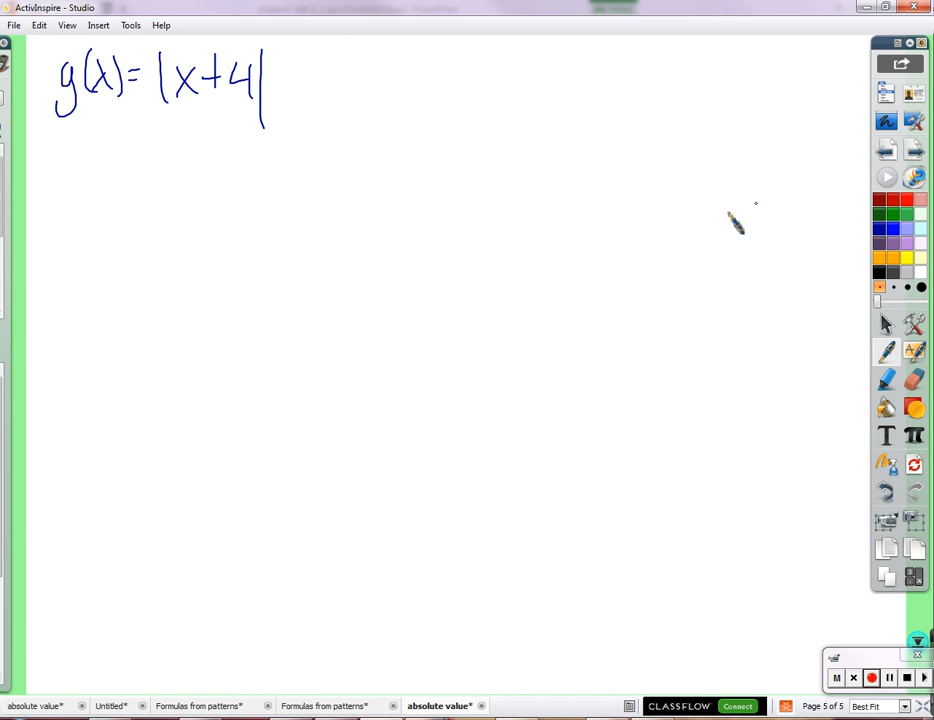 ActivInspire - Studio
File Edit View Insert Tools Help
g(x)= |x+4|
absolute value* Untitled* Formulas from patterns* Formulas from patterns* absolute value*
CLASSFLOW Connect
Page 5 of 5 Best Fit
M
T π